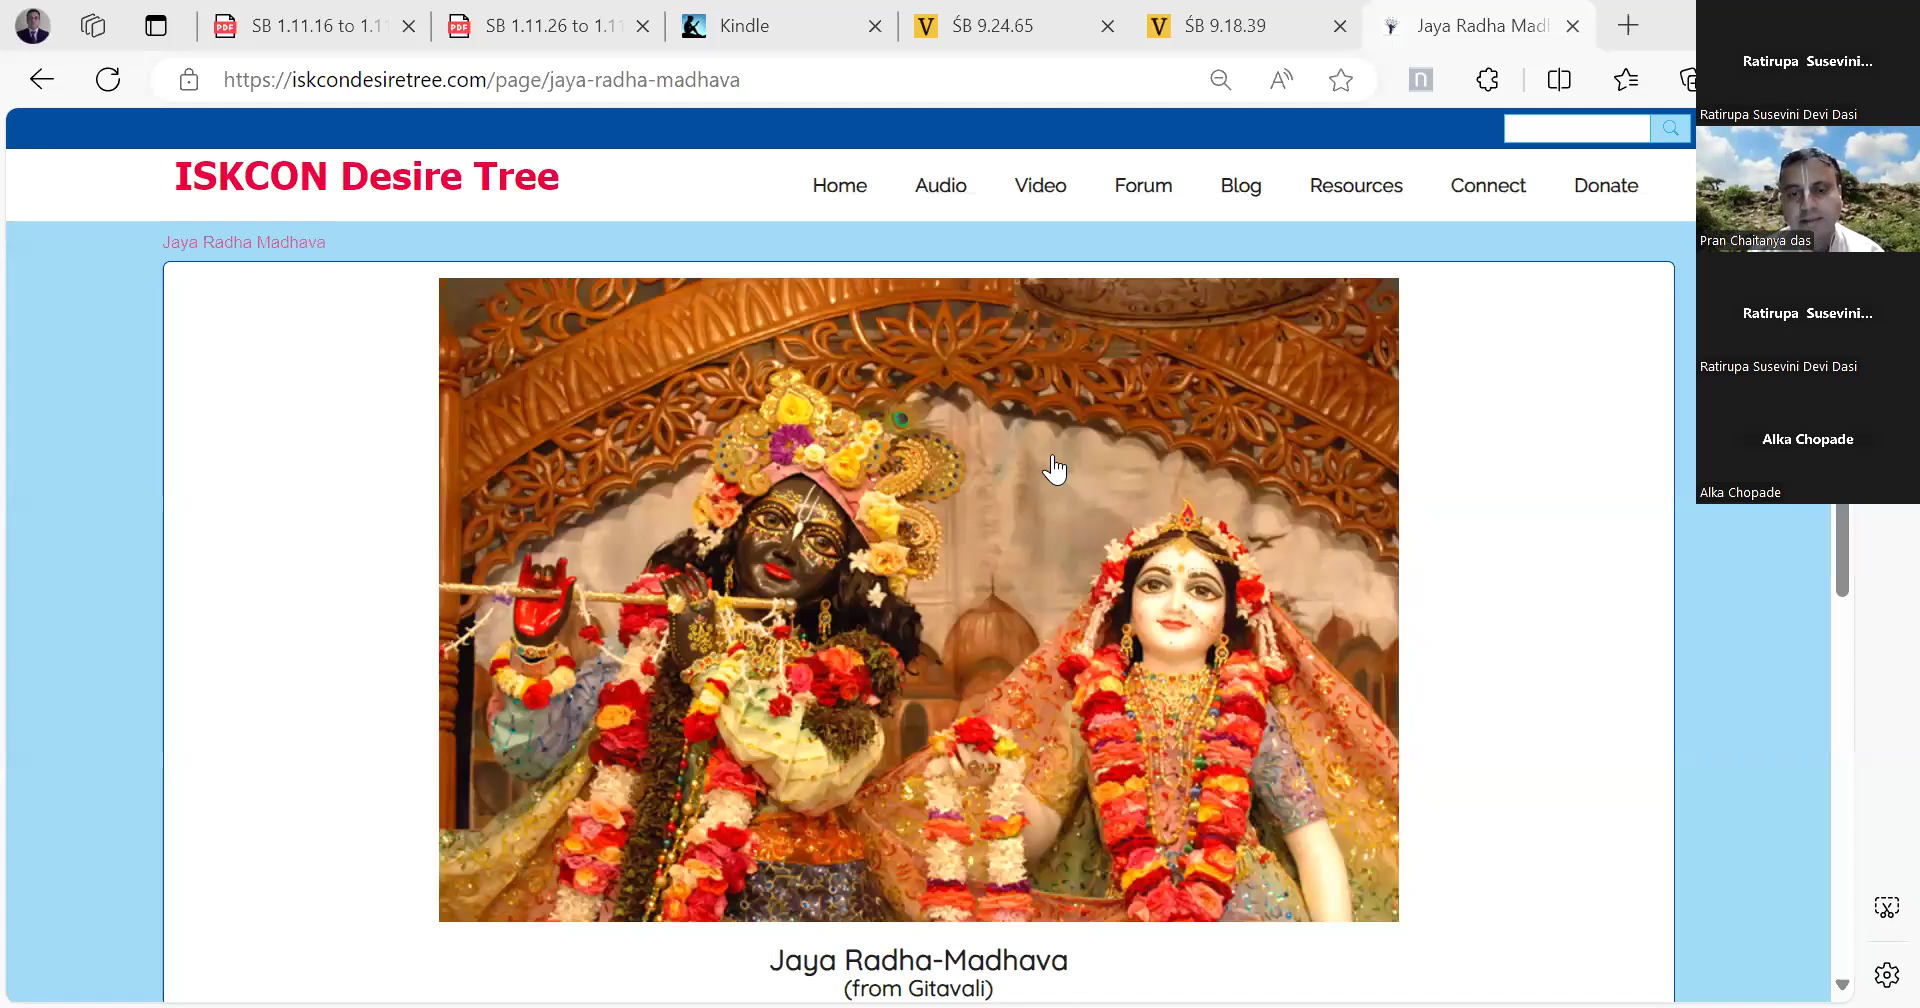 SB 1.11.16 to 1.1
SB 1.11.26 to 1.1
Kindle
V
ŚB 9.24.65
V
ŚB 9.18.39
Jaya Radha Madh
https://iskcondesiretree.com/page/jaya-radha-madhava
ISKCON Desire Tree
Home
Audio
Video
Forum
Blog
Resources
Connect
Donate
Jaya Radha Madhava
Jaya Radha-Madhava
(from Gitavali)
Ratirupa Susevini...
Ratirupa Susevini Devi Dasi
Pran Chaitanya das
Ratirupa Susevini...
Ratirupa Susevini Devi Dasi
Alka Chopade
Alka Chopade